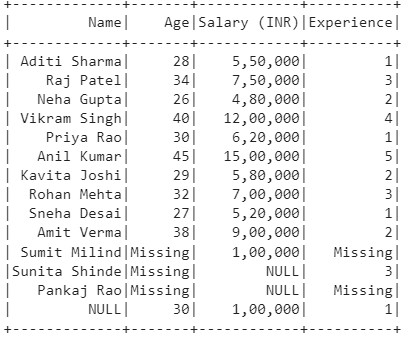 +-------------+-------+------------+----------+
|         Name|    Age|Salary (INR)|Experience|
+-------------+-------+------------+----------+
| Aditi Sharma|     28|    5,50,000|         1|
|    Raj Patel|     34|    7,50,000|         3|
|   Neha Gupta|     26|    4,80,000|         2|
| Vikram Singh|     40|   12,00,000|         4|
|    Priya Rao|     30|    6,20,000|         1|
|   Anil Kumar|     45|   15,00,000|         5|
| Kavita Joshi|     29|    5,80,000|         2|
|  Rohan Mehta|     32|    7,00,000|         3|
|  Sneha Desai|     27|    5,20,000|         1|
|   Amit Verma|     38|    9,00,000|         2|
| Sumit Milind|Missing|    1,00,000|   Missing|
|Sunita Shinde|Missing|        NULL|         3|
|   Pankaj Rao|Missing|        NULL|   Missing|
|         NULL|     30|    1,00,000|         1|
+-------------+-------+------------+----------+